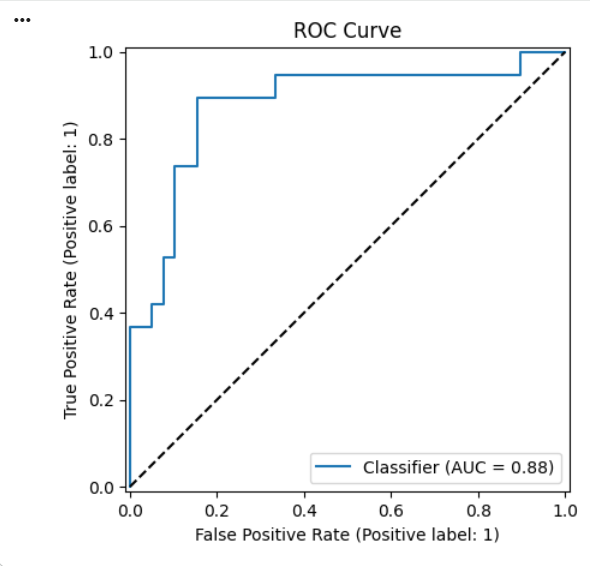 ...
ROC Curve
True Positive Rate (Positive label: 1)
1.0
0.8
0.6
0.4
0.2
0.0
0.0 0.2 0.4 0.6 0.8 1.0
False Positive Rate (Positive label: 1)
Classifier (AUC = 0.88)